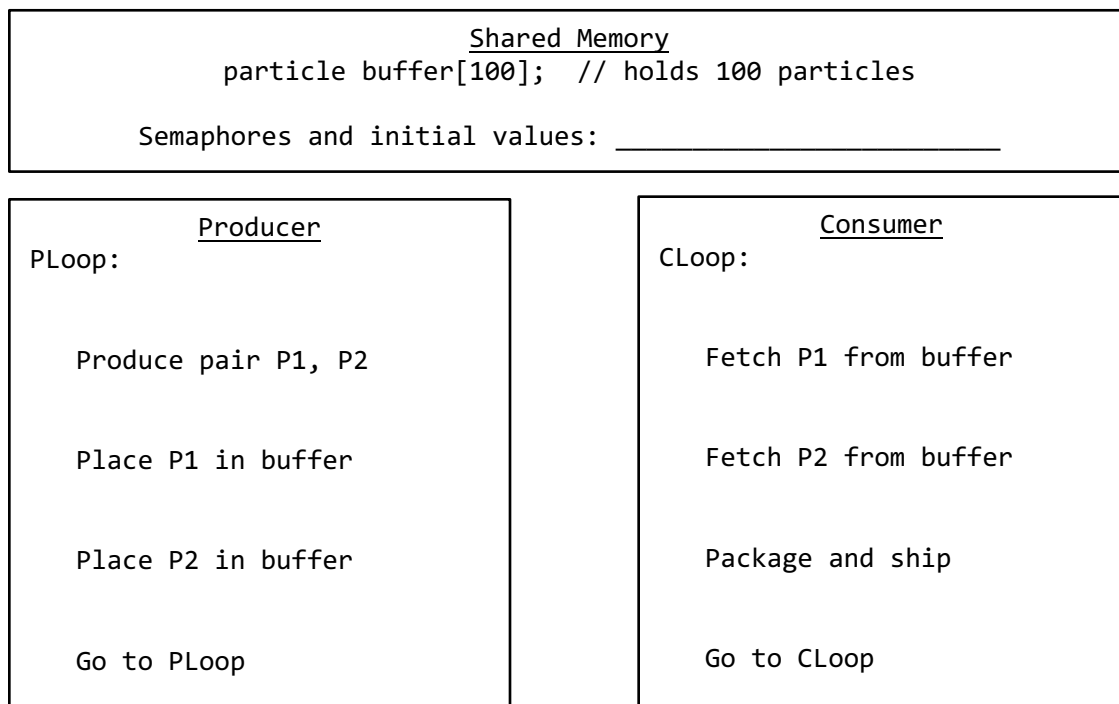 Shared Memory
particle buffer[100];  // holds 100 particles
Semaphores and initial values: _________________________
Producer
PLoop:
Produce pair P1, P2
Place P1 in buffer
Place P2 in buffer
Go to PLoop
Consumer
CLoop:
Fetch P1 from buffer
Fetch P2 from buffer
Package and ship
Go to CLoop